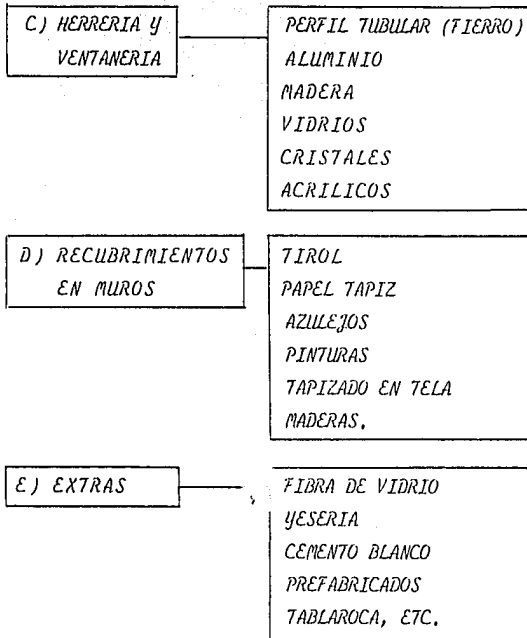 C) HERRERIA Y
VENTANERIA
PERFIL TUBULAR (FIERRO)
ALUMINIO
MADERA
VIDRIOS
CRISTALES
ACRILICOS
D) RECUBRIMIENTOS
EN MUROS
TIROL
PAPEL TAPIZ
AZULEJOS
PINTURAS
TAPIZADO EN TELA
MADERAS.
E) EXTRAS
FIBRA DE VIDRIO
YESERIA
CEMENTO BLANCO
PREFABRICADOS
TABLAROCA, ETC.